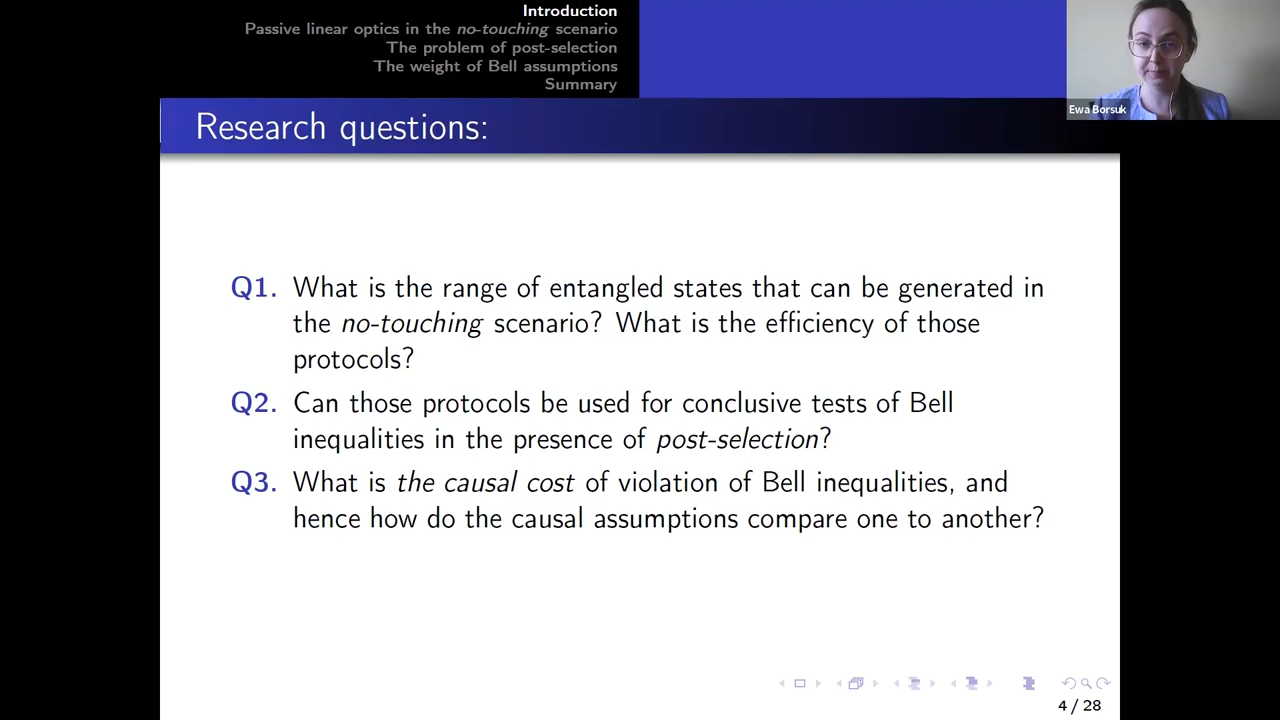 Introduction
Passive linear optics in the no-touching scenario
The problem of post-selection
The weight of Bell assumptions
Summary
Ewa Borsuk
Research questions:
Q1. What is the range of entangled states that can be generated in
the no-touching scenario? What is the efficiency of those
protocols?
Q2. Can those protocols be used for conclusive tests of Bell
inequalities in the presence of post-selection?
Q3. What is the causal cost of violation of Bell inequalities, and
hence how do the causal assumptions compare one to another?
4 / 28